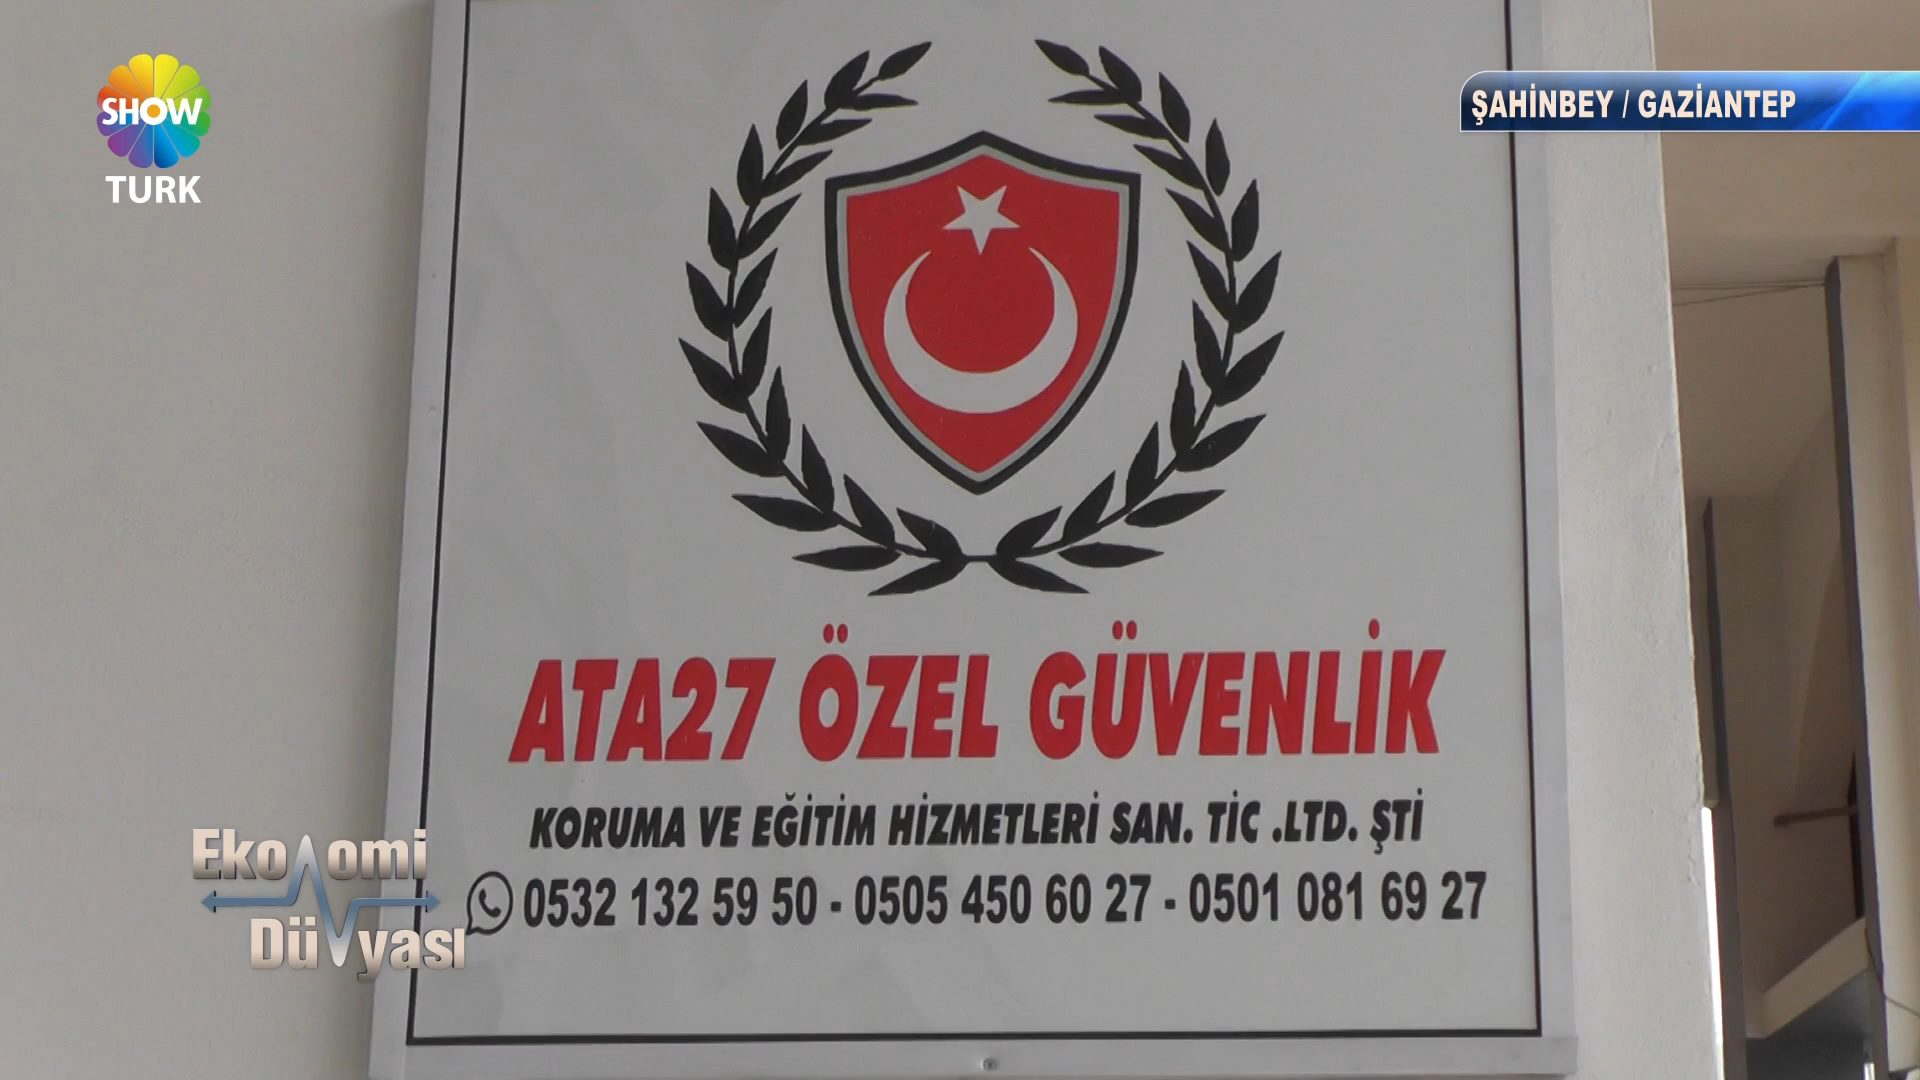 SHOW
TURK
ŞAHİNBEY / GAZİANTEP
ATA27 ÖZEL GÜVENLİK
KORUMA VE EĞİTİM HİZMETLERİ SAN. TİC .LTD. ŞTİ
0532 132 59 50 - 0505 450 60 27 - 0501 081 69 27
Ekonomi
Dünyası